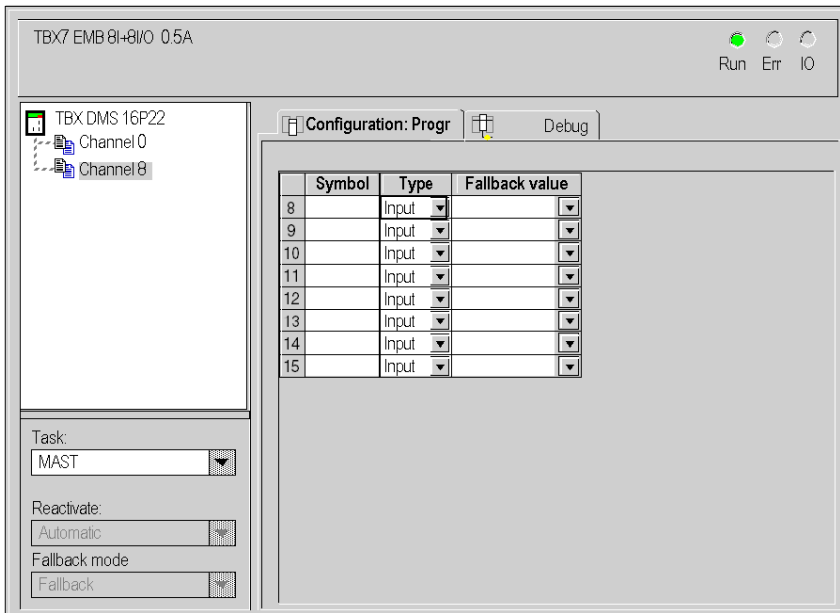 TBX7 EMB 8I+8I/O 0.5A
Run Err IO
TBX DMS 16P22
Channel 0
Channel 8
Configuration: Progr
Debug
Symbol Type Fallback value
8 Input
9 Input
10 Input
11 Input
12 Input
13 Input
14 Input
15 Input
Task:
MAST
Reactivate:
Automatic
Fallback mode
Fallback